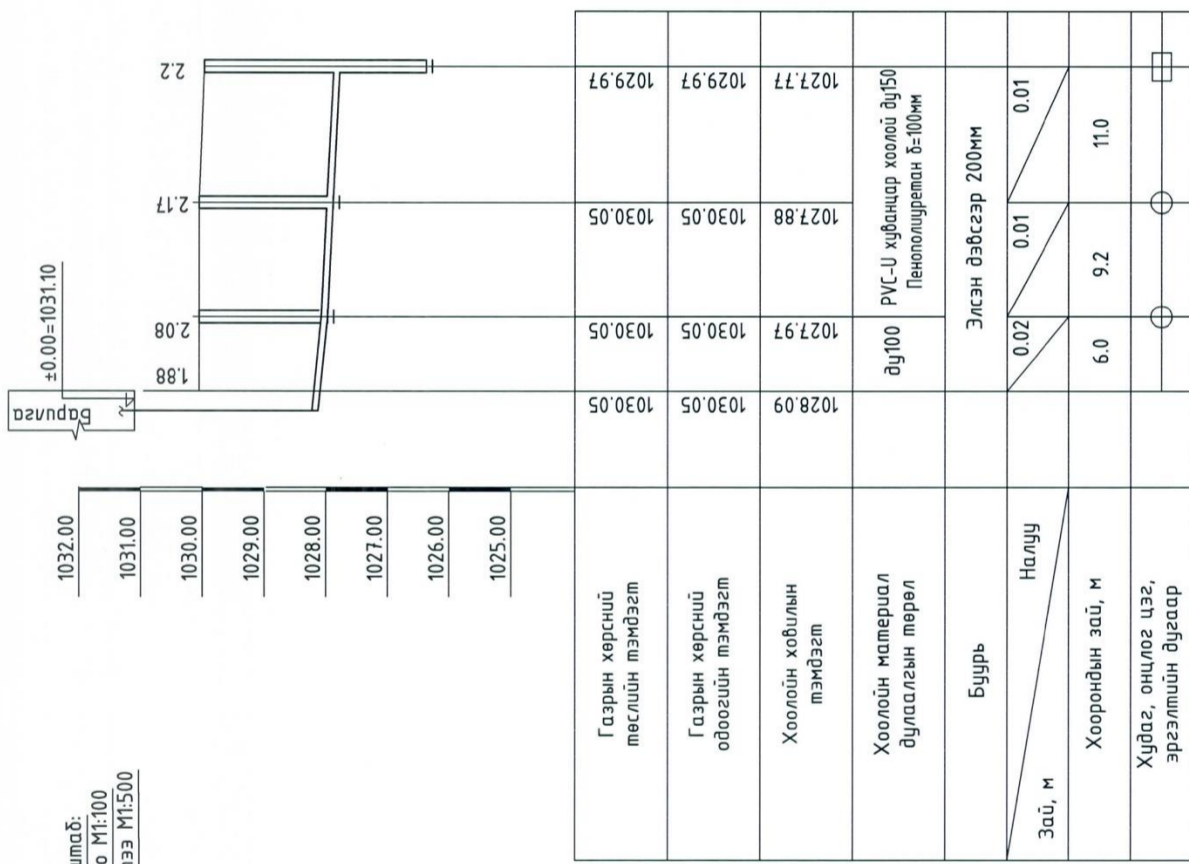 штаб:
о М1:100
ээ М1:500
1032.00
1031.00
1030.00
1029.00
1028.00
1027.00
1026.00
1025.00
Барилга
±0.00=1031.10
1.88
2.08
2.17
2.2
Газрын хөрсний
төслийн тэмдэгт
1030.05
1030.05
1030.05
1029.97
Газрын хөрсний
одоогийн тэмдэгт
1030.05
1030.05
1030.05
1029.97
Хоолойн ховилын
тэмдэгт
1028.09
1027.97
1027.88
1027.77
Хоолойн материал
дулаалгын төрөл
ду100
PVC-U хуванцар хоолой ду150
Пенополиуретан δ=100мм
Буурь
Элсэн дэвсгэр 200мм
Налуу
Зай, м
0.02
0.01
0.01
Хоорондын зай, м
6.0
9.2
11.0
Худаг, онцлог цэг,
эргэлтийн дугаар